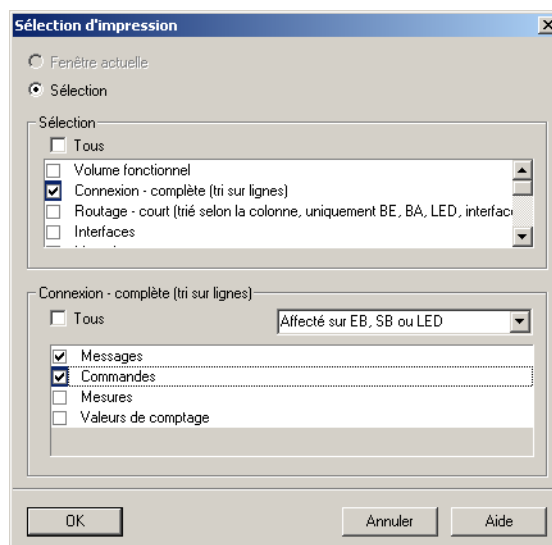 Sélection d'impression
Fenêtre actuelle
Sélection
Sélection
Tous
Volume fonctionnel
Connexion - complète (tri sur lignes)
Routage - court (trié selon la colonne, uniquement BE, BA, LED, interfac
Interfaces
Connexion - complète (tri sur lignes)
Tous
Affecté sur EB, SB ou LED
Messages
Commandes
Mesures
Valeurs de comptage
OK
Annuler
Aide